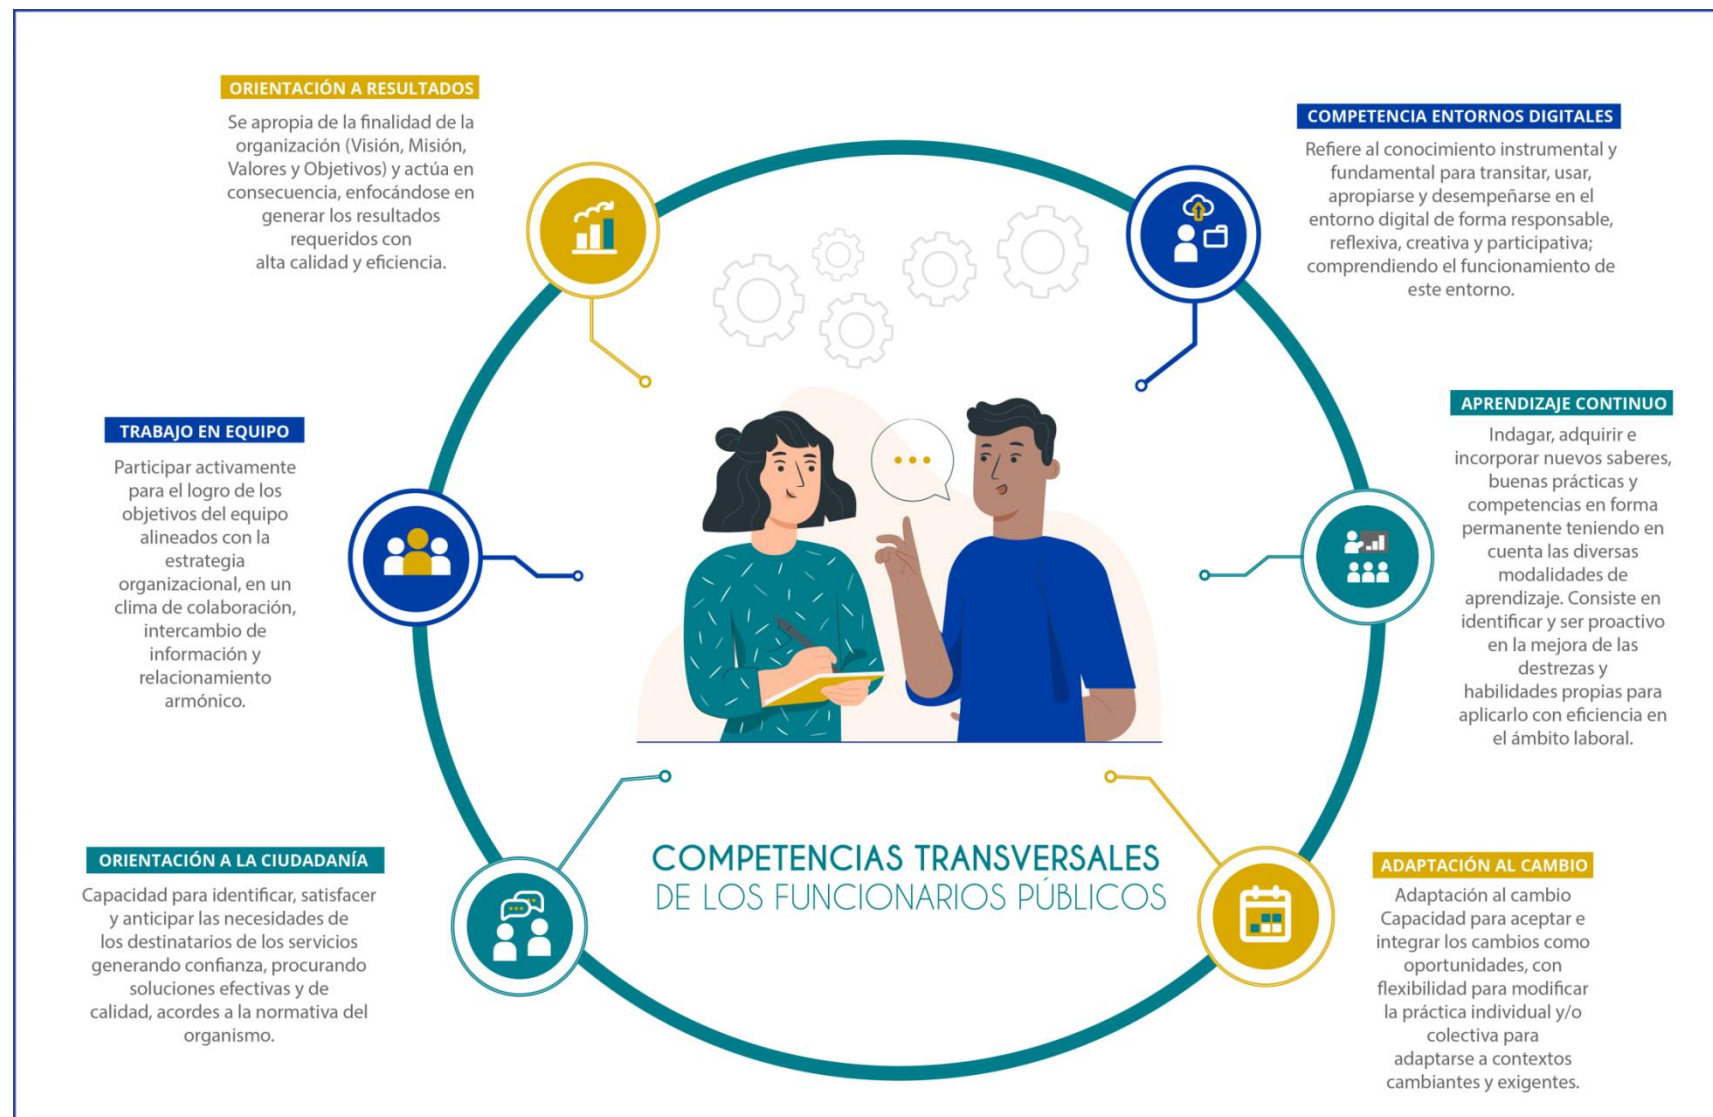 ORIENTACIÓN A RESULTADOS
Se apropia de la finalidad de la
organización (Visión, Misión,
Valores y Objetivos) y actúa en
consecuencia, enfocándose en
generar los resultados
requeridos con
alta calidad y eficiencia.
COMPETENCIA ENTORNOS DIGITALES
Refiere al conocimiento instrumental y
fundamental para transitar, usar,
apropiarse y desempeñarse en el
entorno digital de forma responsable,
reflexiva, creativa y participativa;
comprendiendo el funcionamiento de
este entorno.
TRABAJO EN EQUIPO
Participar activamente
para el logro de los
objetivos del equipo
alineados con la
estrategia
organizacional, en un
clima de colaboración,
intercambio de
información y
relacionamiento
armónico.
APRENDIZAJE CONTINUO
Indagar, adquirir e
incorporar nuevos saberes,
buenas prácticas y
competencias en forma
permanente teniendo en
cuenta las diversas
modalidades de
aprendizaje. Consiste en
identificar y ser proactivo
en la mejora de las
destrezas y
habilidades propias para
aplicarlo con eficiencia en
el ámbito laboral.
ORIENTACIÓN A LA CIUDADANÍA
Capacidad para identificar, satisfacer
y anticipar las necesidades de
los destinatarios de los servicios
generando confianza, procurando
soluciones efectivas y de
calidad, acordes a la normativa del
organismo.
COMPETENCIAS TRANSVERSALES
DE LOS FUNCIONARIOS PÚBLICOS
ADAPTACIÓN AL CAMBIO
Adaptación al cambio
Capacidad para aceptar e
integrar los cambios como
oportunidades, con
flexibilidad para modificar
la práctica individual y/o
colectiva para
adaptarse a contextos
cambiantes y exigentes.